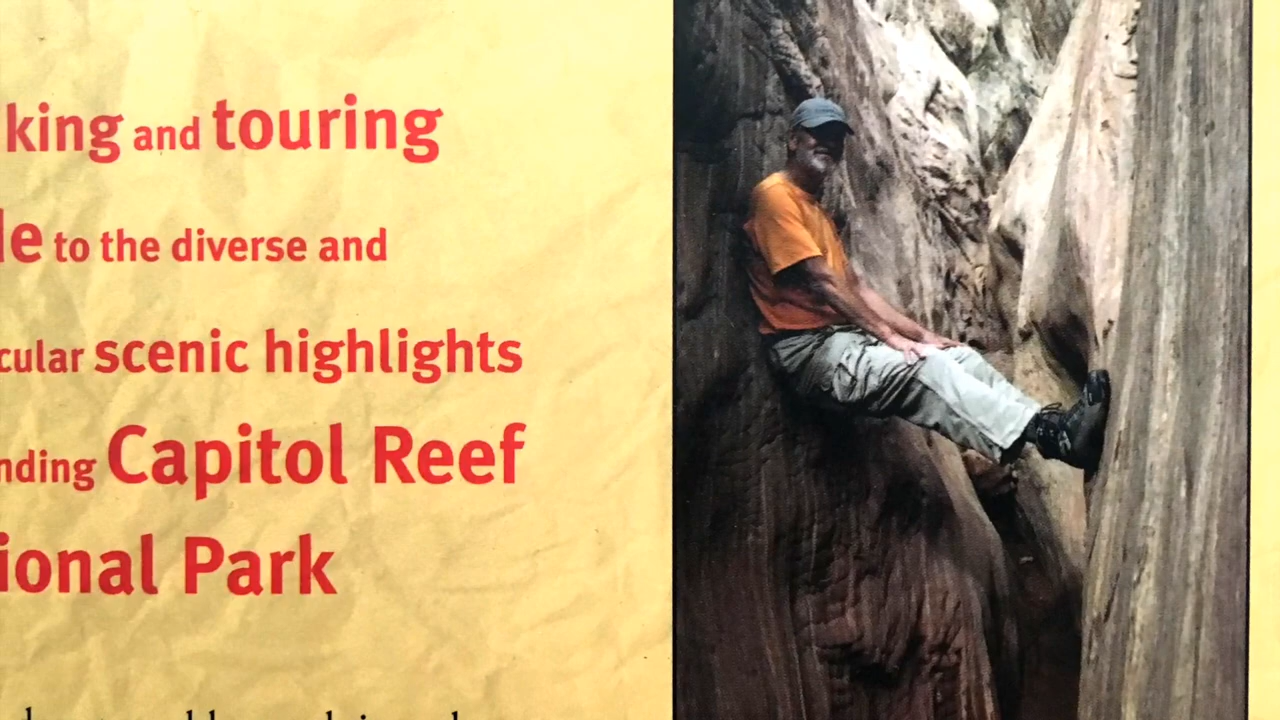 king and touring
le to the diverse and
cular scenic highlights
nding Capitol Reef
ional Park